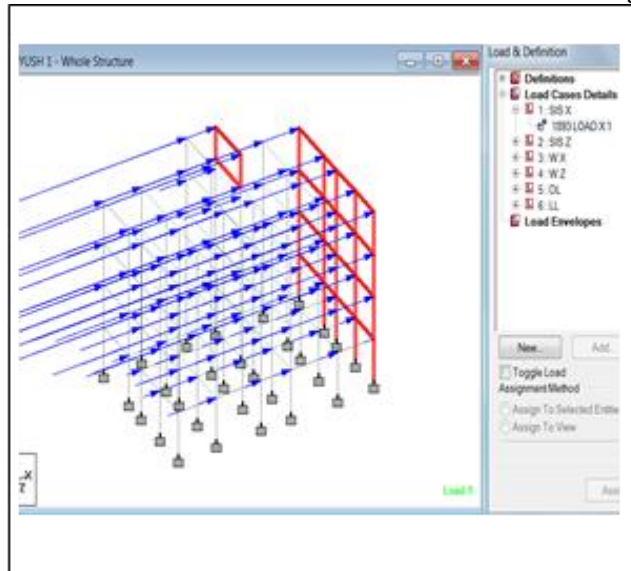 YUSH 1 - Whole Structure
Load & Definition
Definitions
Load Cases Details
1: SIS X
1893 LOAD X 1
2: SIS Z
3: W X
4: W Z
5: DL
6: LL
Load Envelopes
New...
Add...
Toggle Load
Assignment Method
Assign To Selected Entitie
Assign To View
X
Z
Load 1